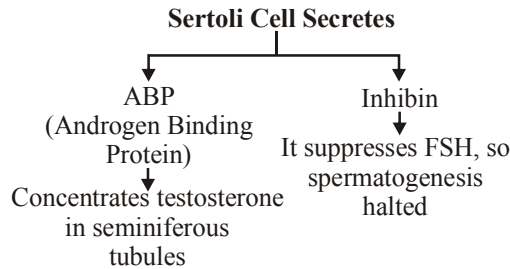 Sertoli Cell Secretes
ABP
(Androgen Binding
Protein)
Concentrates testosterone
in seminiferous
tubules
Inhibin
It suppresses FSH, so
spermatogenesis
halted